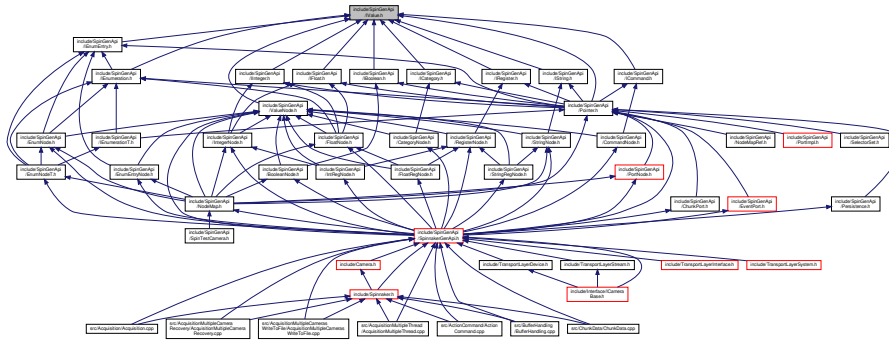 include/SpinGenApi
/IValue.h
include/SpinGenApi
/IEnumEntry.h
include/SpinGenApi
/IEnumeration.h
include/SpinGenApi
/IInteger.h
include/SpinGenApi
/IFloat.h
include/SpinGenApi
/IBoolean.h
include/SpinGenApi
/ICategory.h
include/SpinGenApi
/IRegister.h
include/SpinGenApi
/IString.h
include/SpinGenApi
/ICommand.h
include/SpinGenApi
/ValueNode.h
include/SpinGenApi
/Pointer.h
include/SpinGenApi
/EnumNode.h
include/SpinGenApi
/IEnumerationT.h
include/SpinGenApi
/IntegerNode.h
include/SpinGenApi
/FloatNode.h
include/SpinGenApi
/CategoryNode.h
include/SpinGenApi
/RegisterNode.h
include/SpinGenApi
/StringNode.h
include/SpinGenApi
/CommandNode.h
include/SpinGenApi
/NodeMapRef.h
include/SpinGenApi
/PortImpl.h
include/SpinGenApi
/SelectorSet.h
include/SpinGenApi
/EnumNodeT.h
include/SpinGenApi
/EnumEntryNode.h
include/SpinGenApi
/BooleanNode.h
include/SpinGenApi
/IntRegNode.h
include/SpinGenApi
/FloatRegNode.h
include/SpinGenApi
/StringRegNode.h
include/SpinGenApi
/PortNode.h
include/SpinGenApi
/NodeMap.h
include/SpinGenApi
/ChunkPort.h
include/SpinGenApi
/EventPort.h
include/SpinGenApi
/Persistence.h
include/SpinGenApi
/SpinTestCamera.h
include/SpinGenApi
/SpinnakerGenApi.h
include/Camera.h
include/TransportLayerDevice.h
include/TransportLayerStream.h
include/TransportLayerInterface.h
include/TransportLayerSystem.h
include/Spinnaker.h
include/Interface/ICamera
Base.h
src/Acquisition/Acquisition.cpp
src/AcquisitionMultipleCamera
Recovery/AcquisitionMultipleCamera
Recovery.cpp
src/AcquisitionMultipleCameras
WriteToFile/AcquisitionMultipleCameras
WriteToFile.cpp
src/AcquisitionMultipleThread
/AcquisitionMultipleThread.cpp
src/ActionCommand/Action
Command.cpp
src/BufferHandling
/BufferHandling.cpp
src/ChunkData/ChunkData.cpp